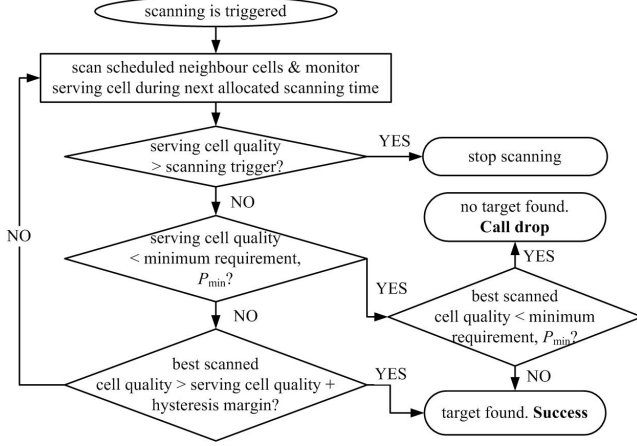 scanning is triggered
scan scheduled neighbour cells & monitor
serving cell during next allocated scanning time
serving cell quality
> scanning trigger?
YES
stop scanning
NO
NO
serving cell quality
< minimum requirement,
Pmin?
YES
no target found.
Call drop
YES
best scanned
cell quality < minimum
requirement, Pmin?
NO
NO
best scanned
cell quality > serving cell quality +
hysteresis margin?
YES
target found. Success